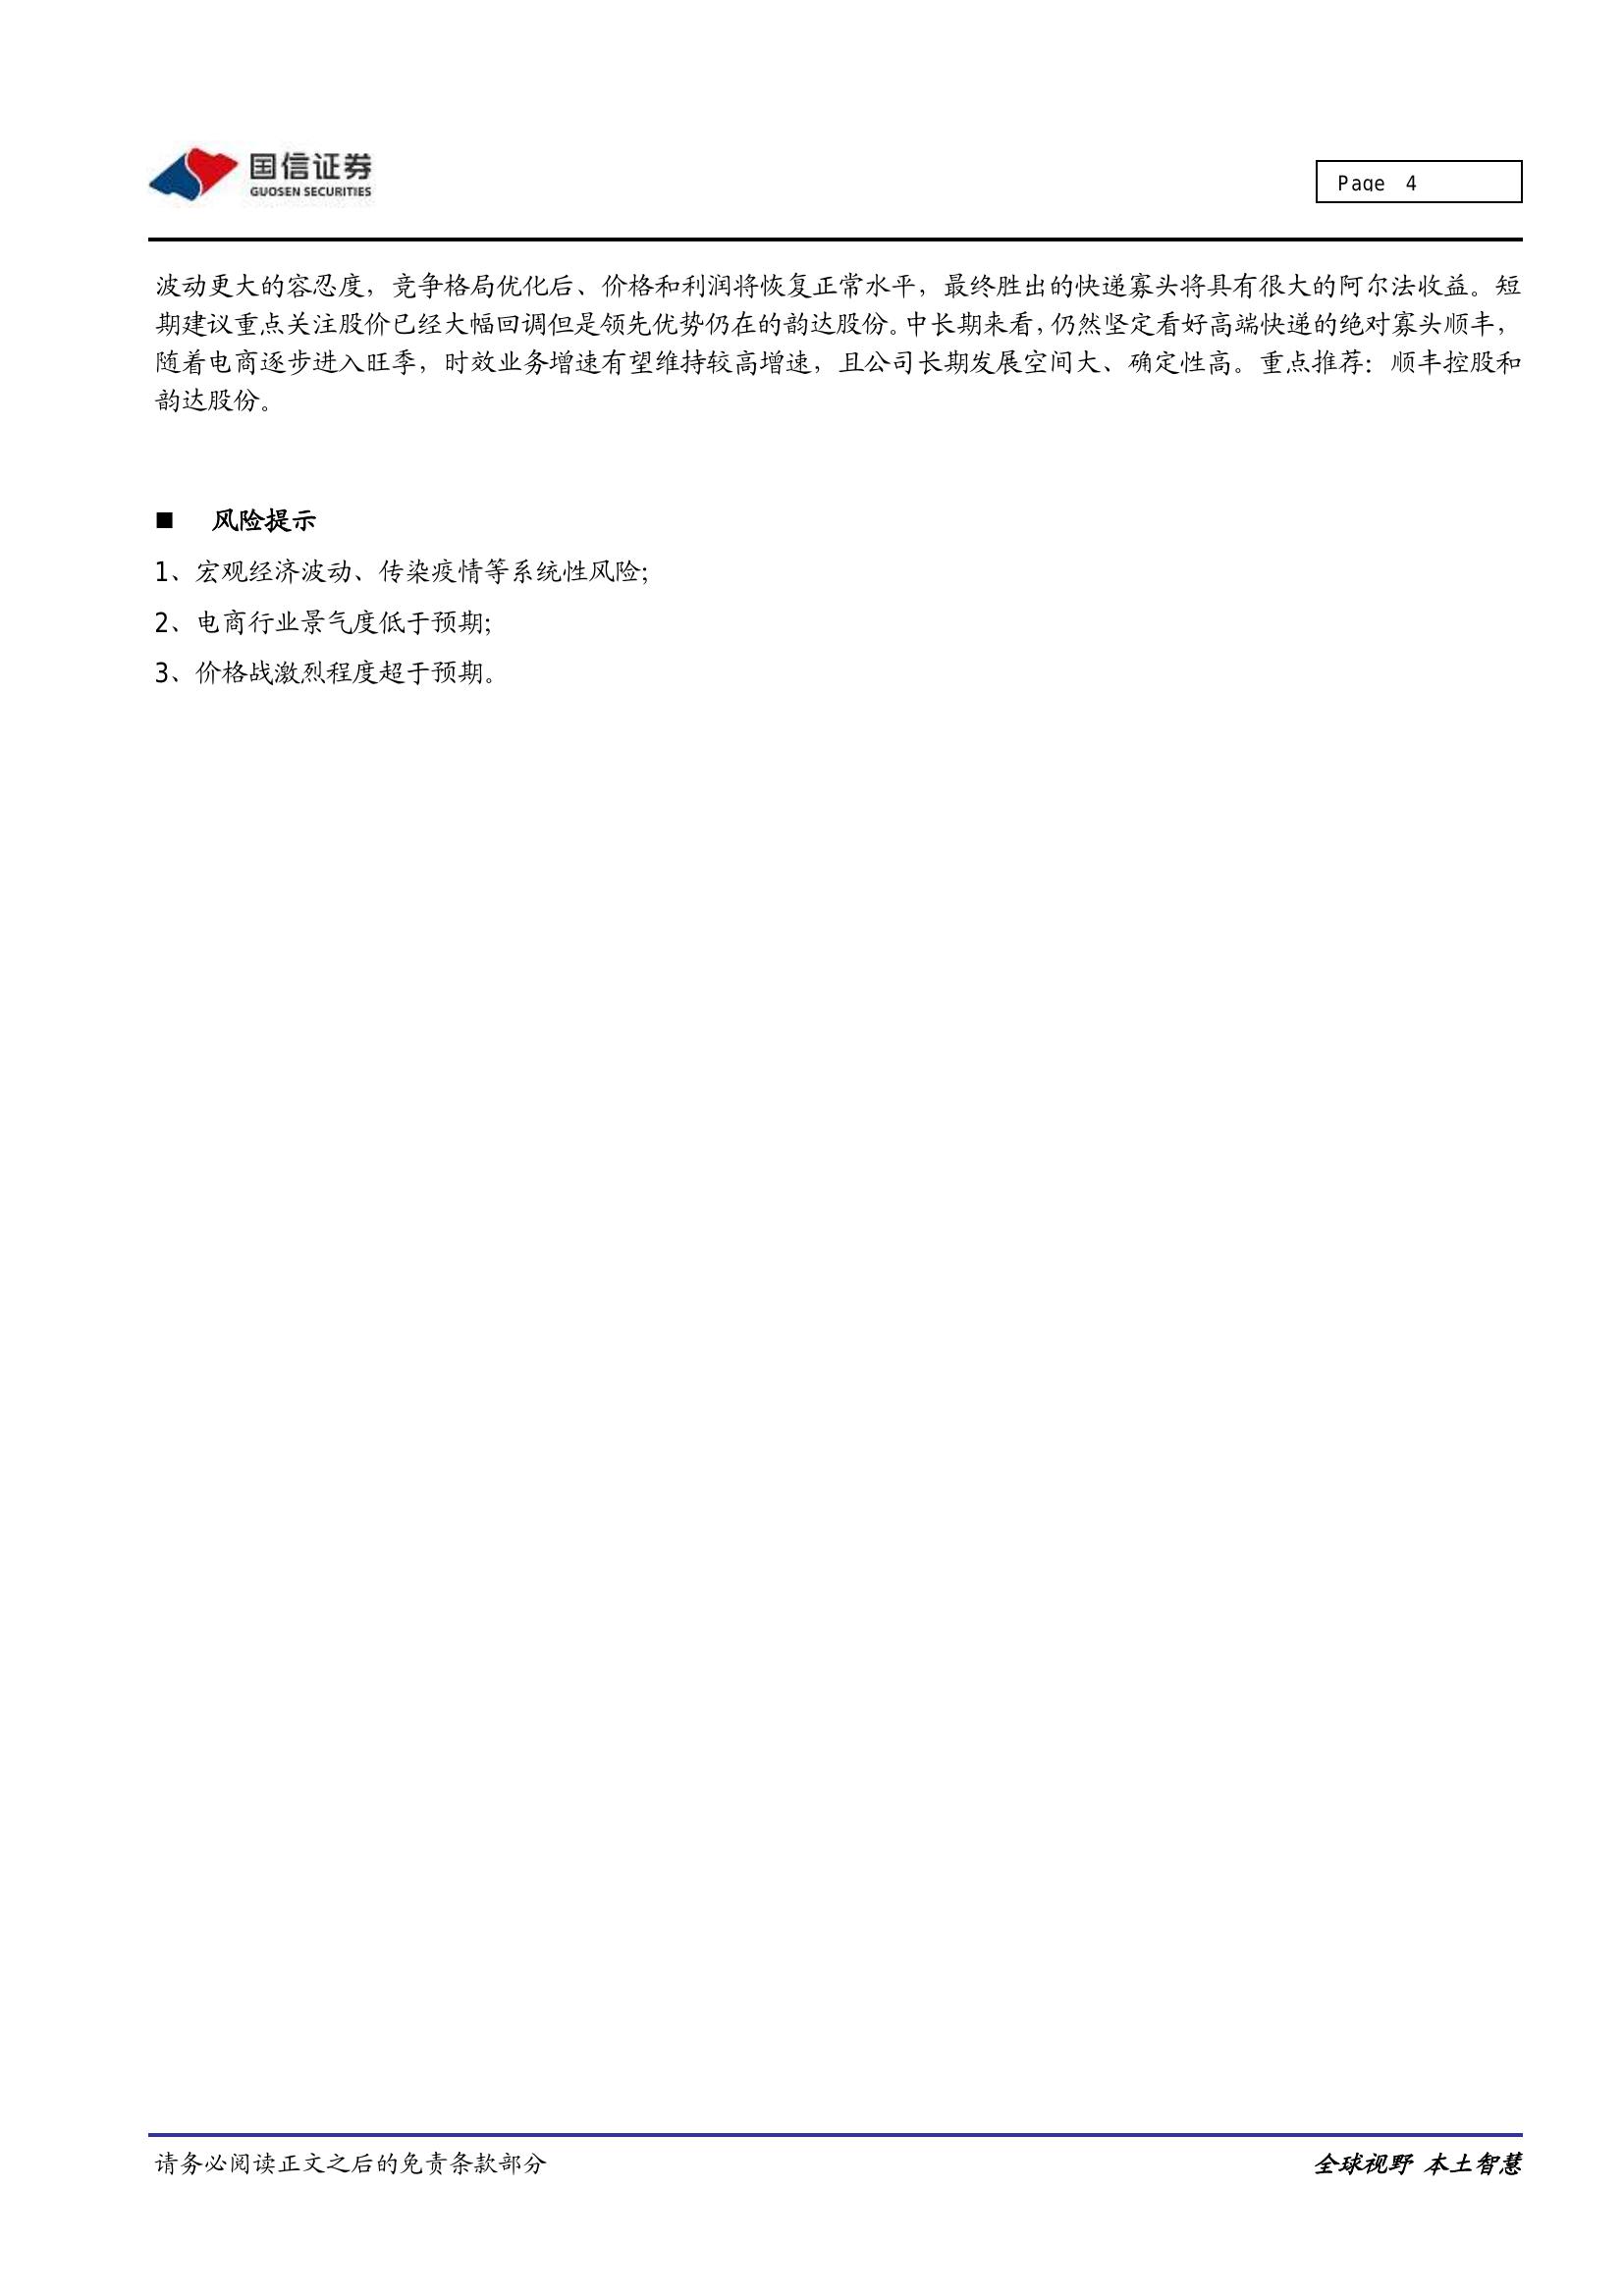 国信证券
GUOSEN SECURITIES
Page 4
波动更大的容忍度，竞争格局优化后、价格和利润将恢复正常水平，最终胜出的快递寡头将具有很大的阿尔法收益。短
期建议重点关注股价已经大幅回调但是领先优势仍在的韵达股份。中长期来看，仍然坚定看好高端快递的绝对寡头顺丰，
随着电商逐步进入旺季，时效业务增速有望维持较高增速，且公司长期发展空间大、确定性高。重点推荐：顺丰控股和
韵达股份。
■ 风险提示
1、宏观经济波动、传染疫情等系统性风险；
2、电商行业景气度低于预期；
3、价格战激烈程度超于预期。
请务必阅读正文之后的免责条款部分
全球视野 本土智慧